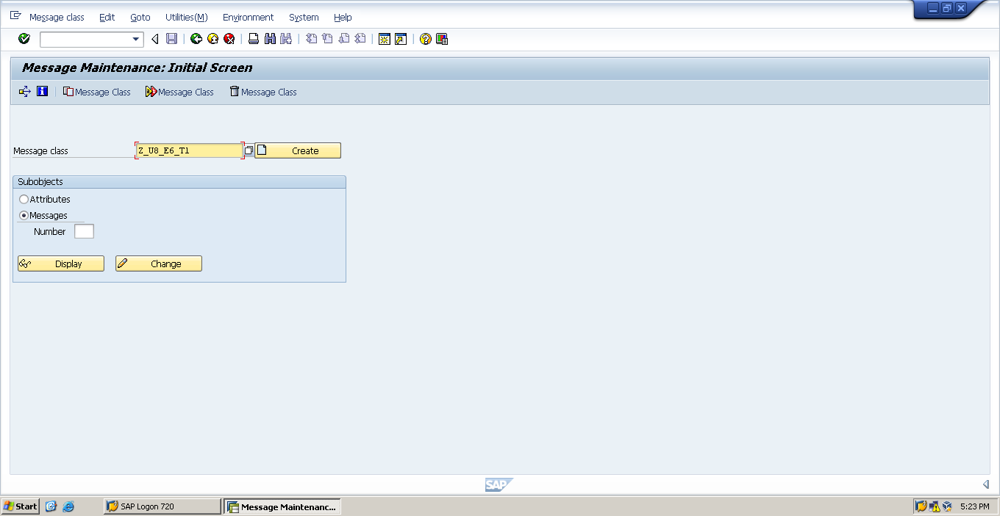 Message class Edit Goto Utilities(M) Environment System Help
Message Maintenance: Initial Screen
Message Class Message Class Message Class
Message class Z_U8_E6_T1 Create
Subobjects
Attributes
Messages
Number
Display Change
SAP
Start SAP Logon 720 Message Maintenanc... 5:23 PM